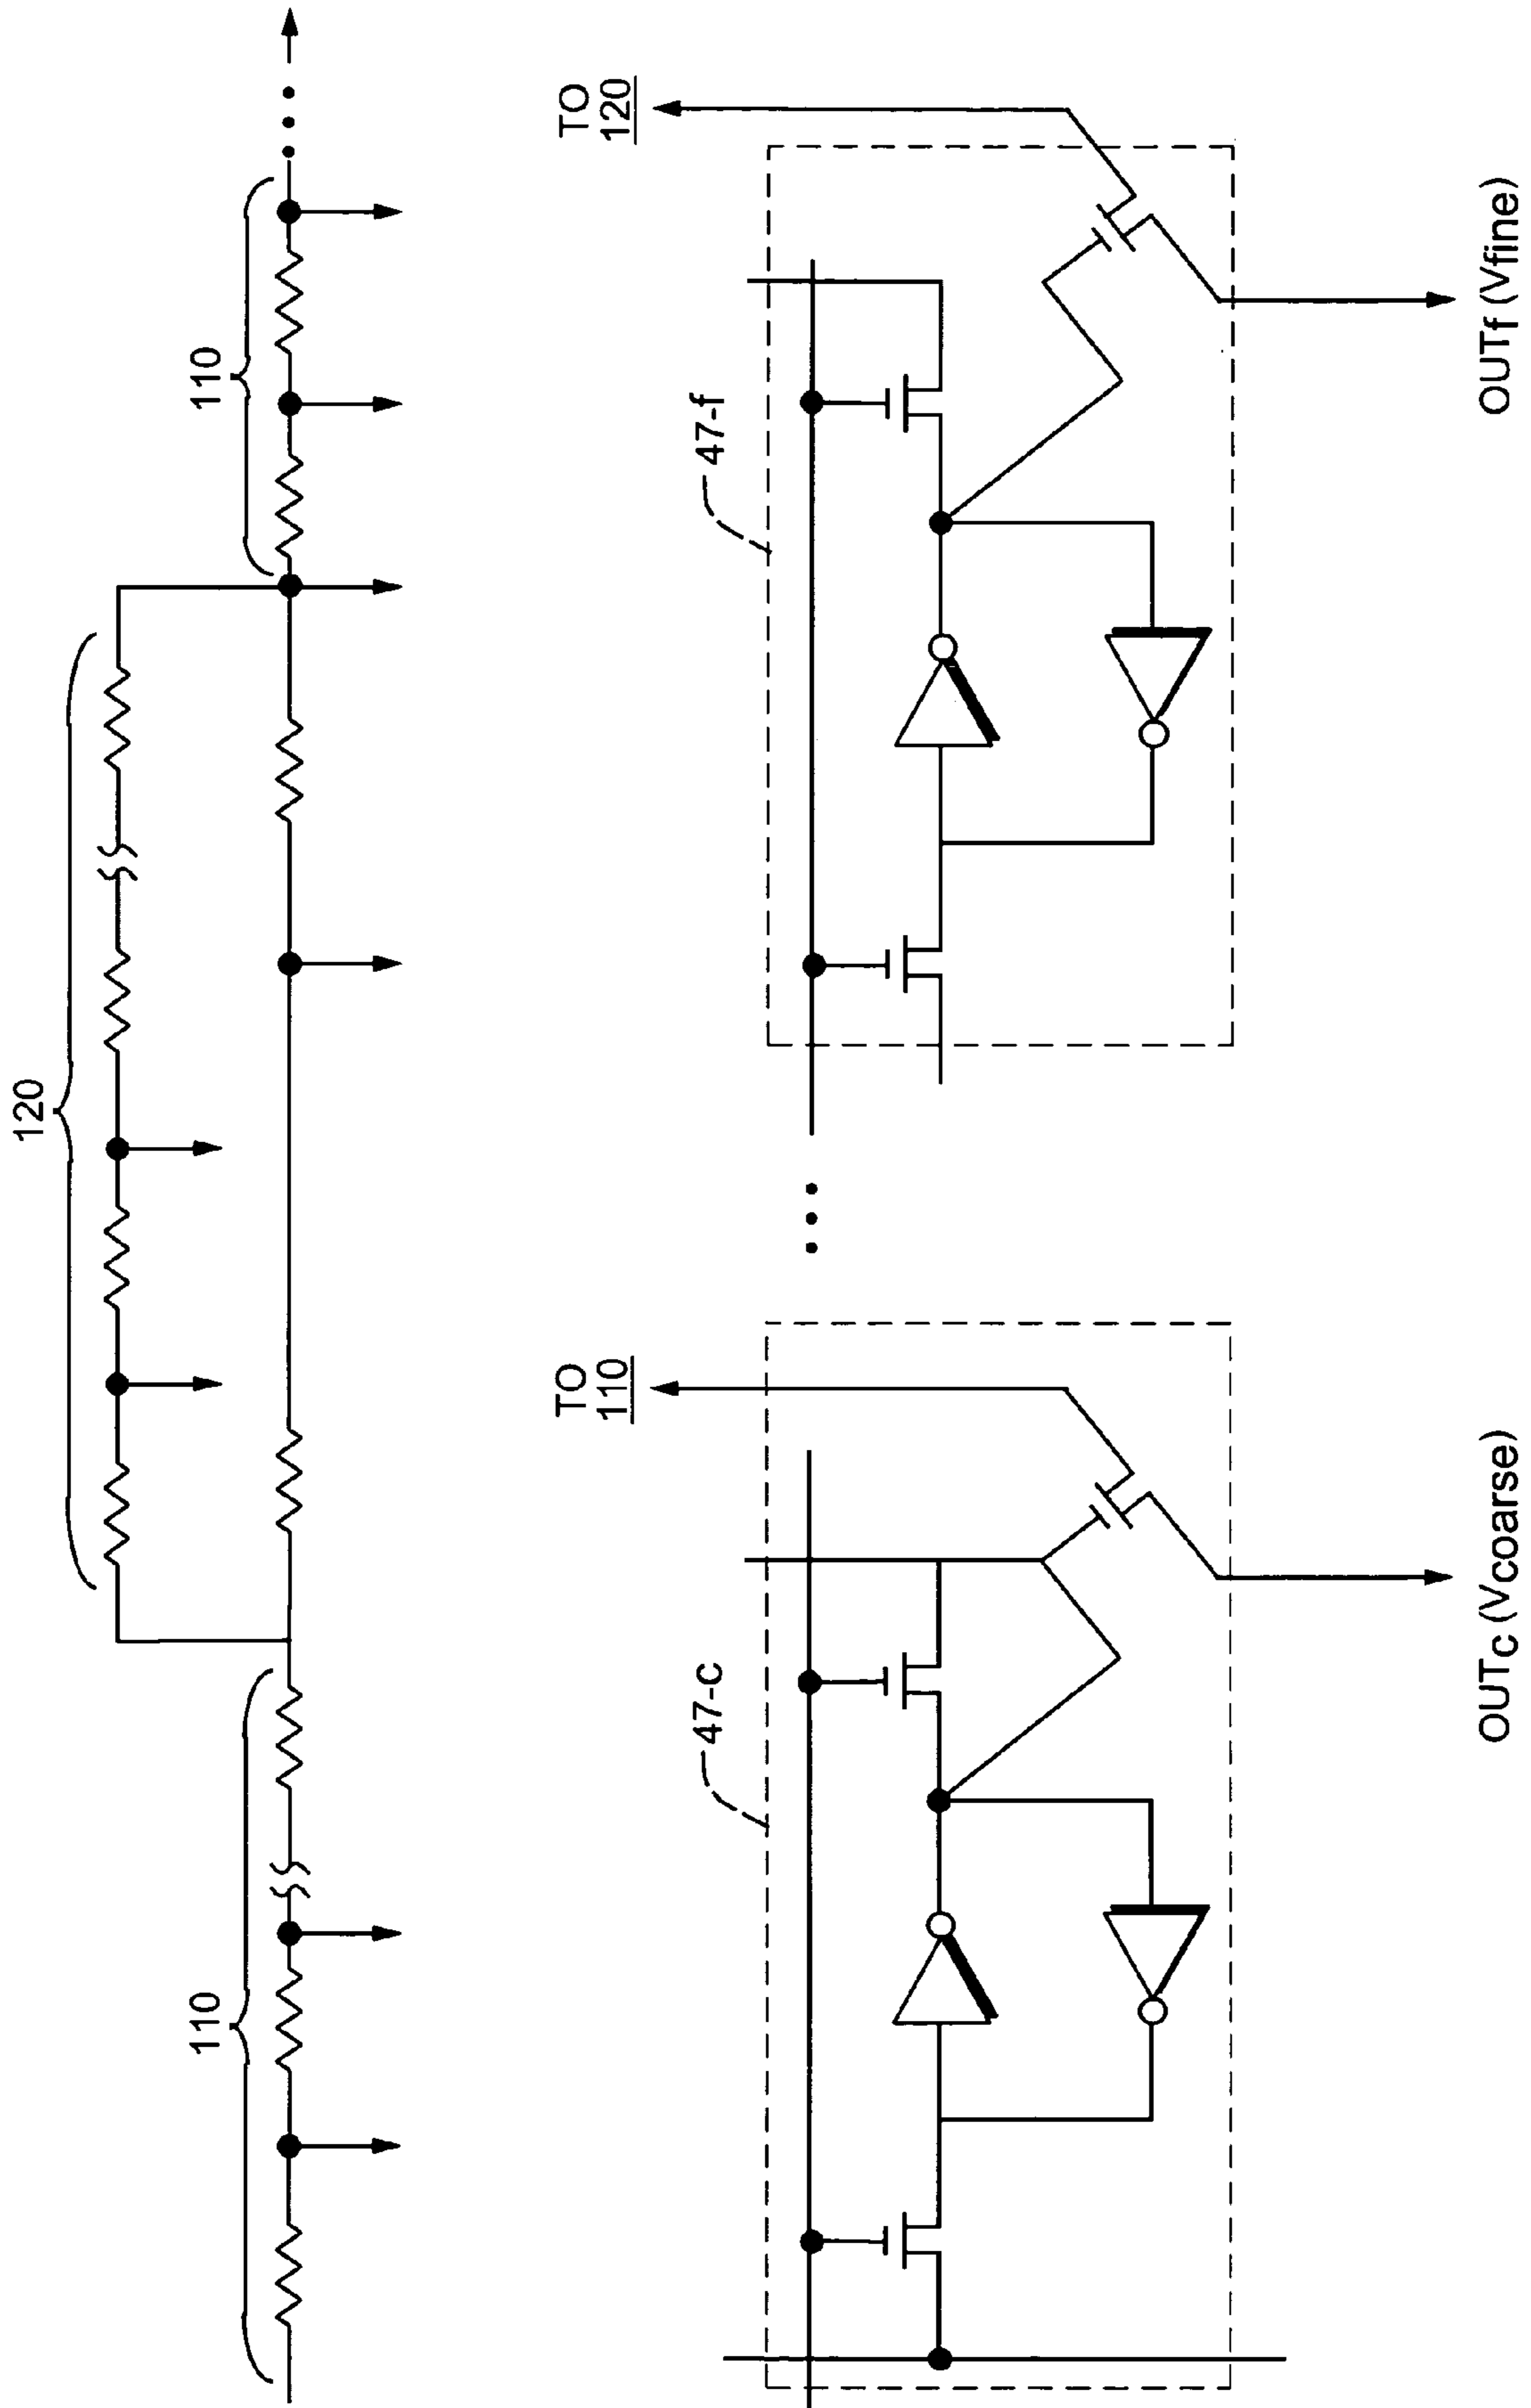 120
110
110
47-c
TO
110
OUTc (Vcoarse)
47-f
TO
120
OUTf (Vfine)